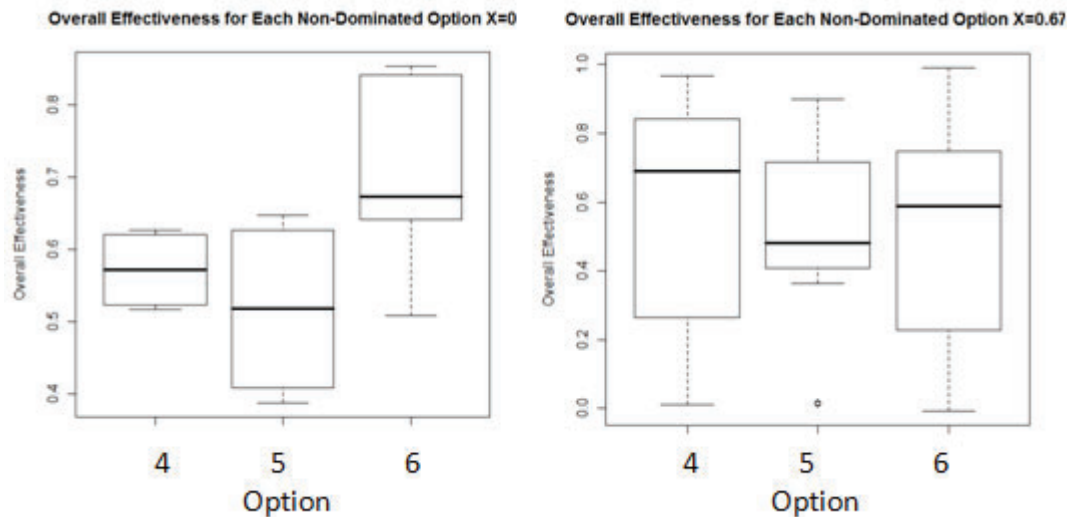 Overall Effectiveness for Each Non-Dominated Option X=0
Overall Effectiveness
0.8
0.7
0.6
0.5
0.4
4 5 6
Option
Overall Effectiveness for Each Non-Dominated Option X=0.67
Overall Effectiveness
1.0
0.8
0.6
0.4
0.2
0.0
4 5 6
Option